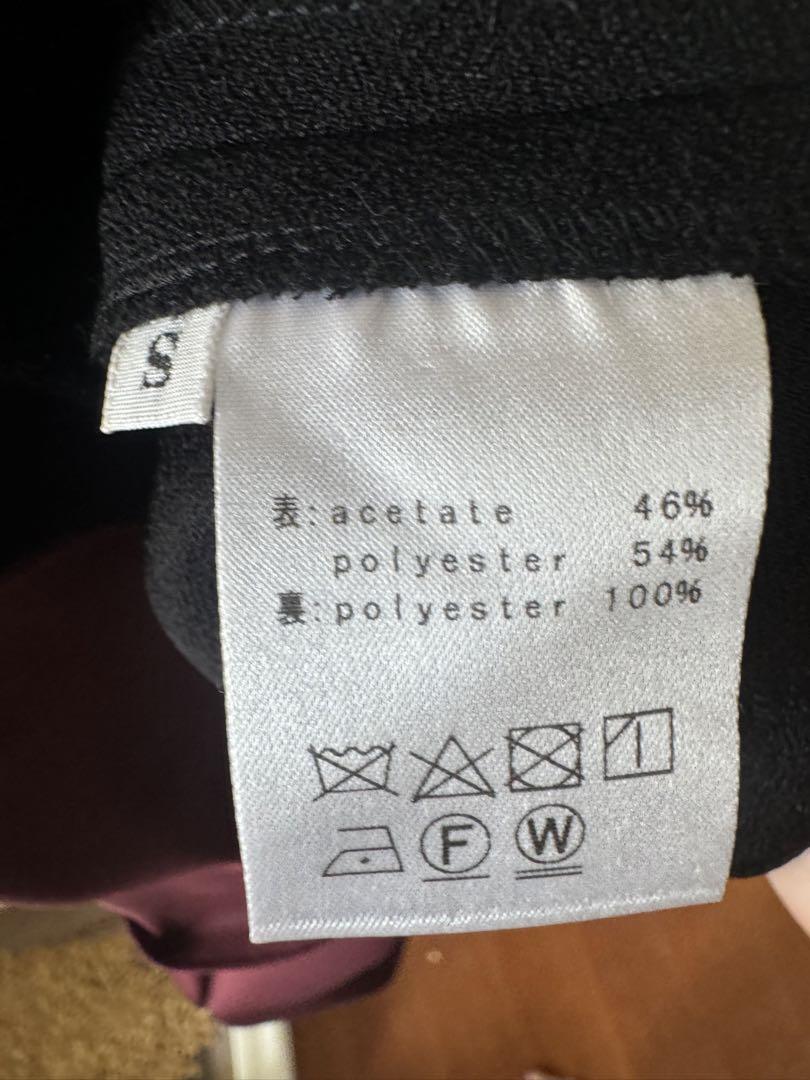 S
表:acetate 46%
polyester 54%
裏:polyester 100%
F W